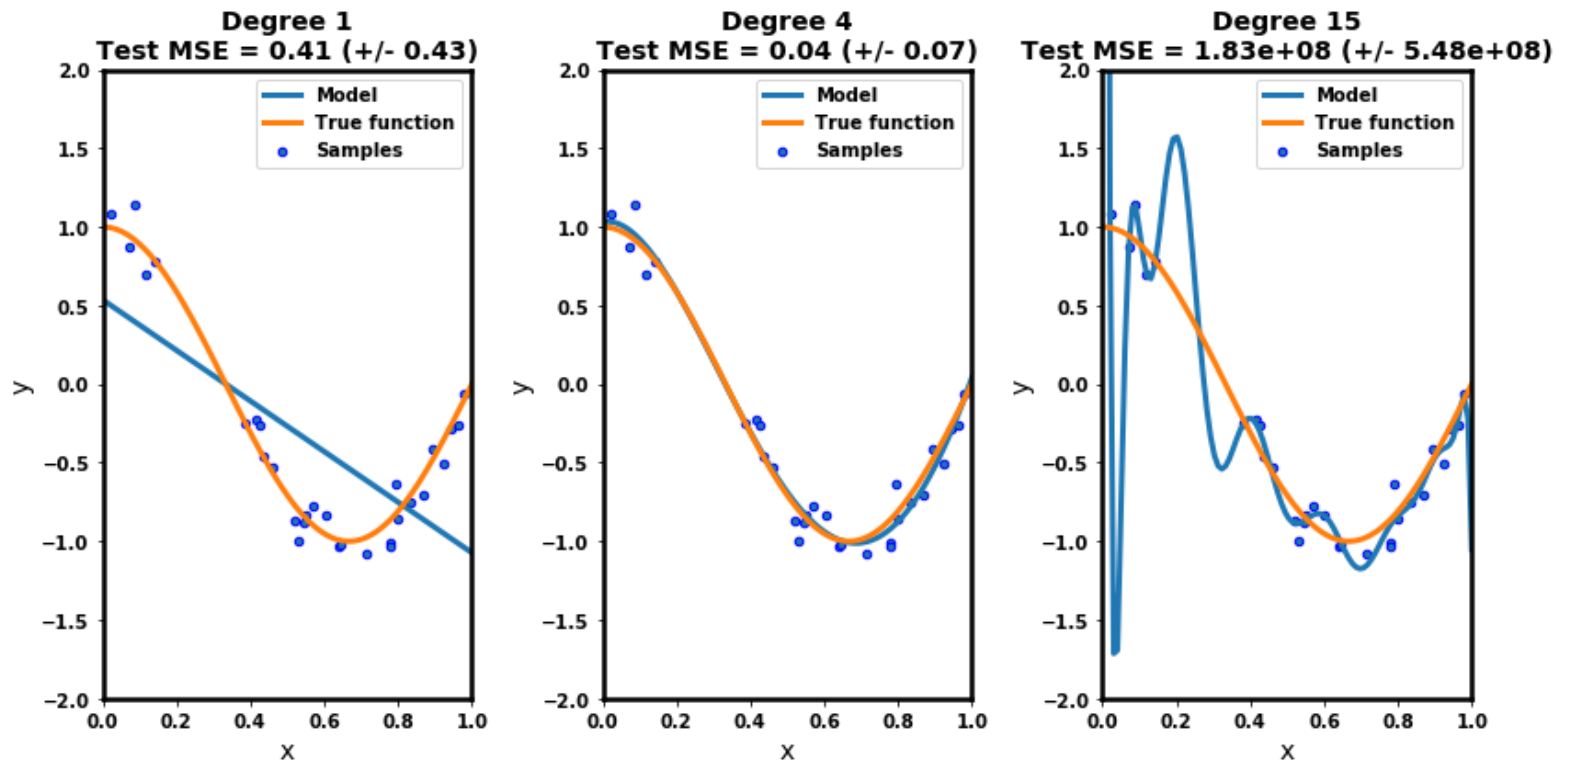 Degree 1
Test MSE = 0.41 (+/- 0.43)
2.0
1.5
1.0
0.5
0.0
−0.5
−1.0
−1.5
−2.0
y
Model
True function
Samples
0.0 0.2 0.4 0.6 0.8 1.0
x
Degree 4
Test MSE = 0.04 (+/- 0.07)
2.0
1.5
1.0
0.5
0.0
−0.5
−1.0
−1.5
−2.0
y
Model
True function
Samples
0.0 0.2 0.4 0.6 0.8 1.0
x
Degree 15
Test MSE = 1.83e+08 (+/- 5.48e+08)
2.0
1.5
1.0
0.5
0.0
−0.5
−1.0
−1.5
−2.0
y
Model
True function
Samples
0.0 0.2 0.4 0.6 0.8 1.0
x